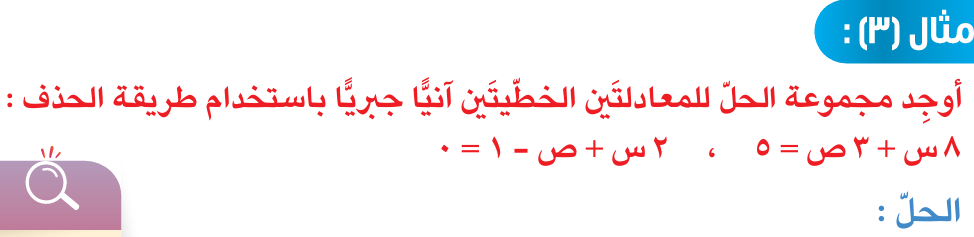 مثال (٣) :
أوجِد مجموعة الحلّ للمعادلتَين الخطّيتَين آنيًّا جبريًّا باستخدام طريقة الحذف :
٨ س + ٣ ص = ٥ ، ٢ س + ص - ١ = ٠
الحلّ :